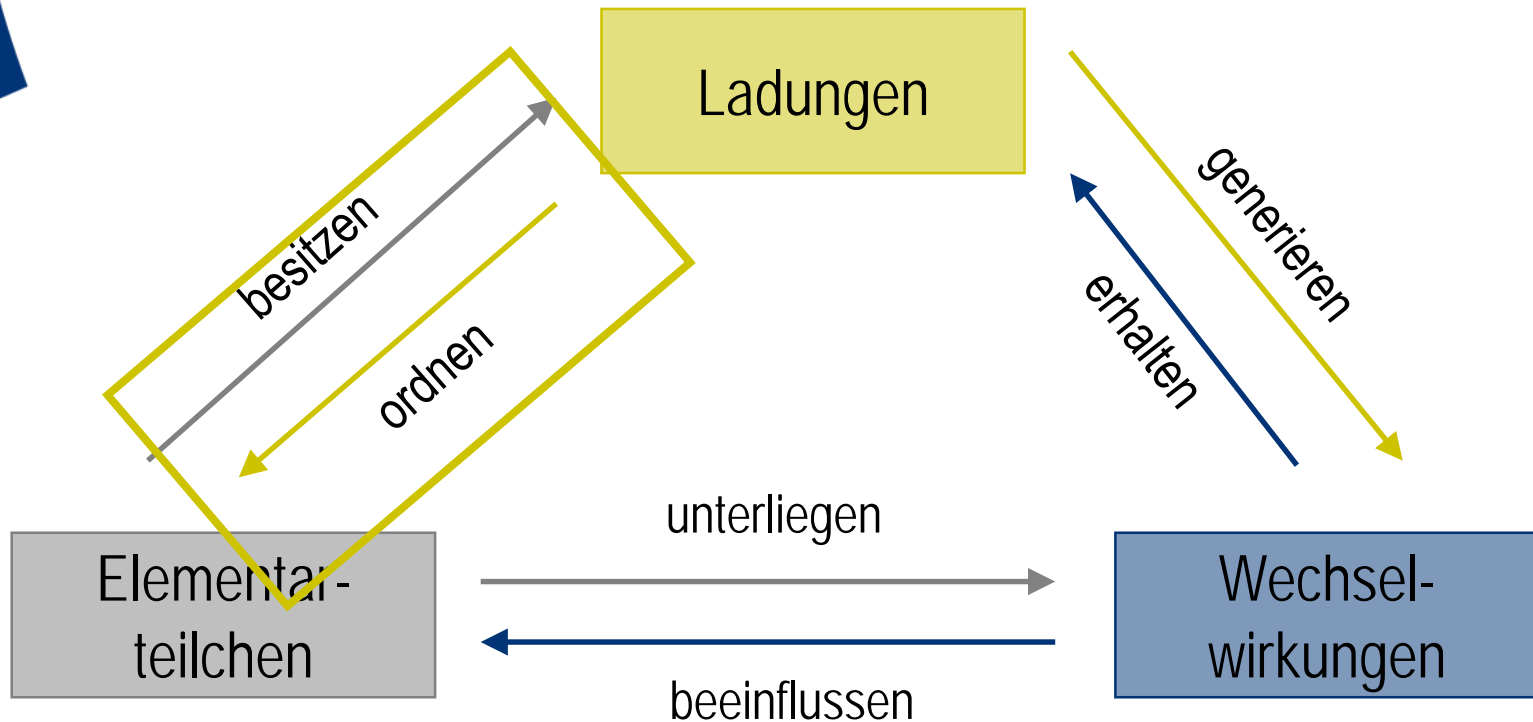 Ladungen
besitzen
ordnen
generieren
erhalten
unterliegen
Elementar-
teilchen
Wechsel-
wirkungen
beeinflussen